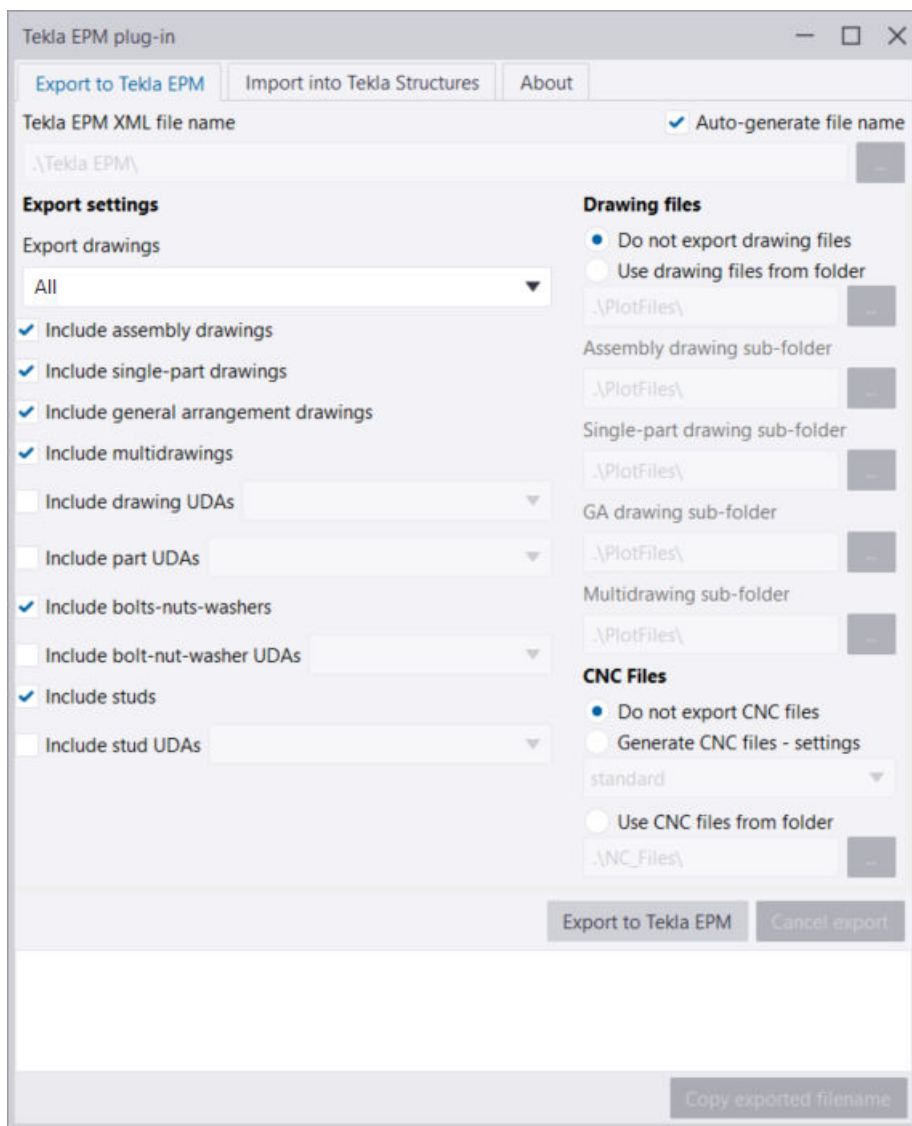 Tekla EPM plug-in
Export to Tekla EPM
Import into Tekla Structures
About
Tekla EPM XML file name
Auto-generate file name
.\Tekla EPM\
...
Export settings
Export drawings
All
Include assembly drawings
Include single-part drawings
Include general arrangement drawings
Include multidrawings
Include drawing UDAs
Include part UDAs
Include bolts-nuts-washers
Include bolt-nut-washer UDAs
Include studs
Include stud UDAs
Drawing files
Do not export drawing files
Use drawing files from folder
.\PlotFiles\
...
Assembly drawing sub-folder
.\PlotFiles\
...
Single-part drawing sub-folder
.\PlotFiles\
...
GA drawing sub-folder
.\PlotFiles\
...
Multidrawing sub-folder
.\PlotFiles\
...
CNC Files
Do not export CNC files
Generate CNC files - settings
standard
Use CNC files from folder
.\NC_Files\
...
Export to Tekla EPM
Cancel export
Copy exported filename